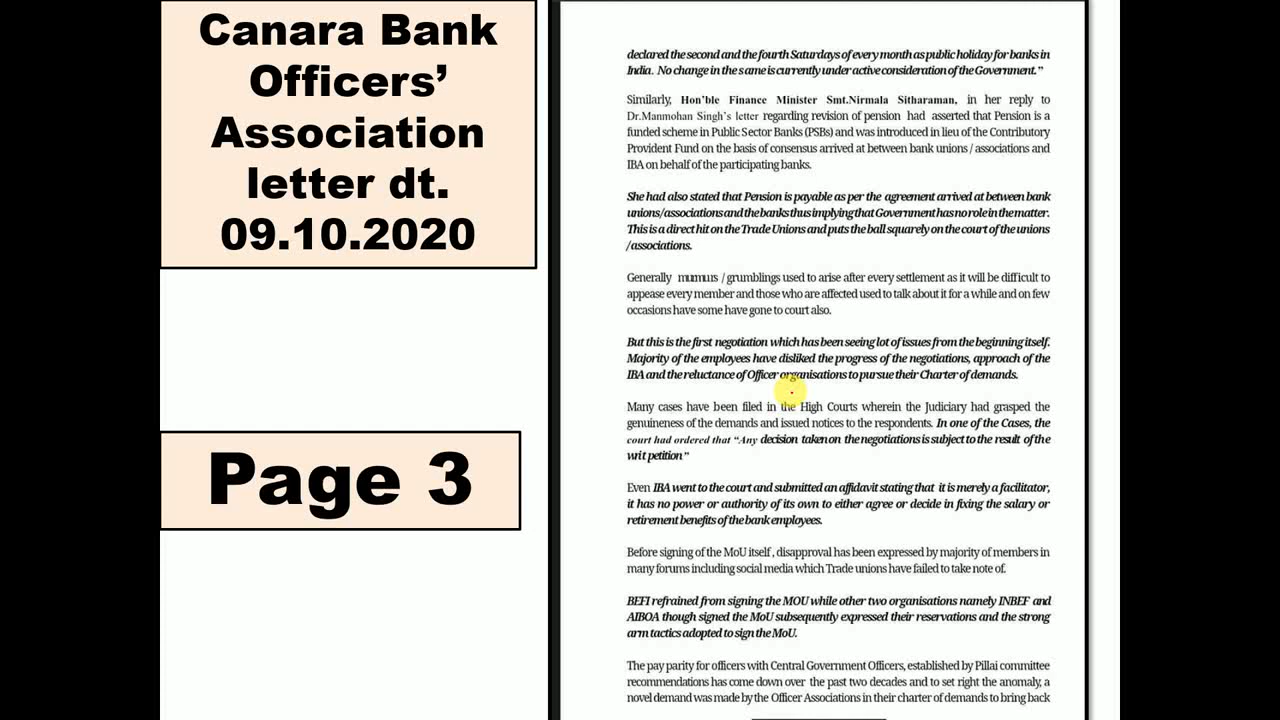 Canara Bank
Officers’
Association
letter dt.
09.10.2020
Page 3
declared the second and the fourth Saturdays of every month as public holiday for banks in
India. No change in the same is currently under active consideration of the Government.”
Similarly, Hon’ble Finance Minister Smt.Nirmala Sitharaman, in her reply to
Dr.Manmohan Singh’s letter regarding revision of pension had asserted that Pension is a
funded scheme in Public Sector Banks (PSBs) and was introduced in lieu of the Contributory
Provident Fund on the basis of consensus arrived at between bank unions / associations and
IBA on behalf of the participating banks.
She had also stated that Pension is payable as per the agreement arrived at between bank
unions/associations and the banks thus implying that Government has no role in the matter.
This is a direct hit on the Trade Unions and puts the ball squarely on the court of the unions
/associations.
Generally mumurs / grumblings used to arise after every settlement as it will be difficult to
appease every member and those who are affected used to talk about it for a while and on few
occasions have some have gone to court also.
But this is the first negotiation which has been seeing lot of issues from the beginning itself.
Majority of the employees have disliked the progress of the negotiations, approach of the
IBA and the reluctance of Officer organisations to pursue their Charter of demands.
Many cases have been filed in the High Courts wherein the Judiciary had grasped the
genuineness of the demands and issued notices to the respondents. In one of the Cases, the
court had ordered that “Any decision taken on the negotiations is subject to the result of the
writ petition”
Even IBA went to the court and submitted an affidavit stating that it is merely a facilitator,
it has no power or authority of its own to either agree or decide in fixing the salary or
retirement benefits of the bank employees.
Before signing of the MoU itself , disapproval has been expressed by majority of members in
many forums including social media which Trade unions have failed to take note of.
BEFI refrained from signing the MOU while other two organisations namely INBEF and
AIBOA though signed the MoU subsequently expressed their reservations and the strong
arm tactics adopted to sign the MoU.
The pay parity for officers with Central Government Officers, established by Pillai committee
recommendations has come down over the past two decades and to set right the anomaly, a
novel demand was made by the Officer Associations in their charter of demands to bring back